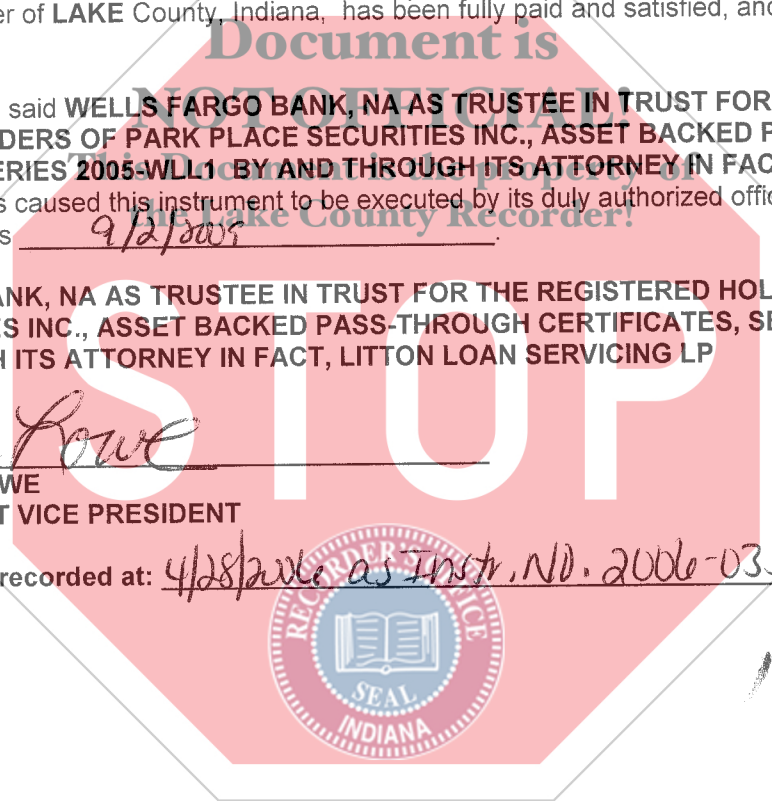 er of LAKE County, Indiana, has been fully paid and satisfied, and
Document is
NOT OFFICIAL!
said WELLS FARGO BANK, NA AS TRUSTEE IN TRUST FOR
DERS OF PARK PLACE SECURITIES INC., ASSET BACKED P
This Document is the property of
ERIES 2005-WLL1 BY AND THROUGH ITS ATTORNEY IN FAC
s caused this instrument to be executed by its duly authorized offic
the Lake County Recorder!
s 9/2/2009.
ANK, NA AS TRUSTEE IN TRUST FOR THE REGISTERED HOL
ES INC., ASSET BACKED PASS-THROUGH CERTIFICATES, SE
H ITS ATTORNEY IN FACT, LITTON LOAN SERVICING LP
STOP
Lowe
WE
T VICE PRESIDENT
recorded at: 4/28/2006 as Instr. NO. 2006-03
RECORDER'S OFFICE
SEAL
INDIANA